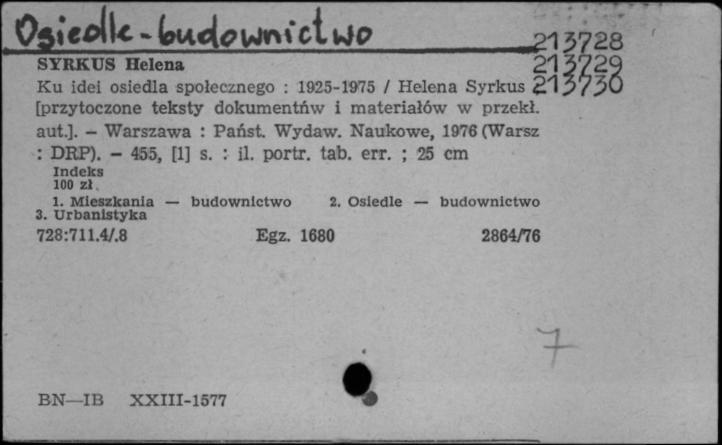 Osiedle - budownictwo
213728
213729
213730
SYRKUS Helena
Ku idei osiedla społecznego : 1925-1975 / Helena Syrkus
[przytoczone teksty dokumentńw i materiałów w przekł.
aut.]. — Warszawa : Państ. Wydaw. Naukowe, 1976 (Warsz
: DRP). — 455, [1] s. : il. portr. tab. err. ; 25 cm
Indeks
100 zł.
1. Mieszkania — budownictwo 2. Osiedle — budownictwo
3. Urbanistyka
728:711.4/.8 Egz. 1680 2864/76
7
BN—IB XXIII-1577